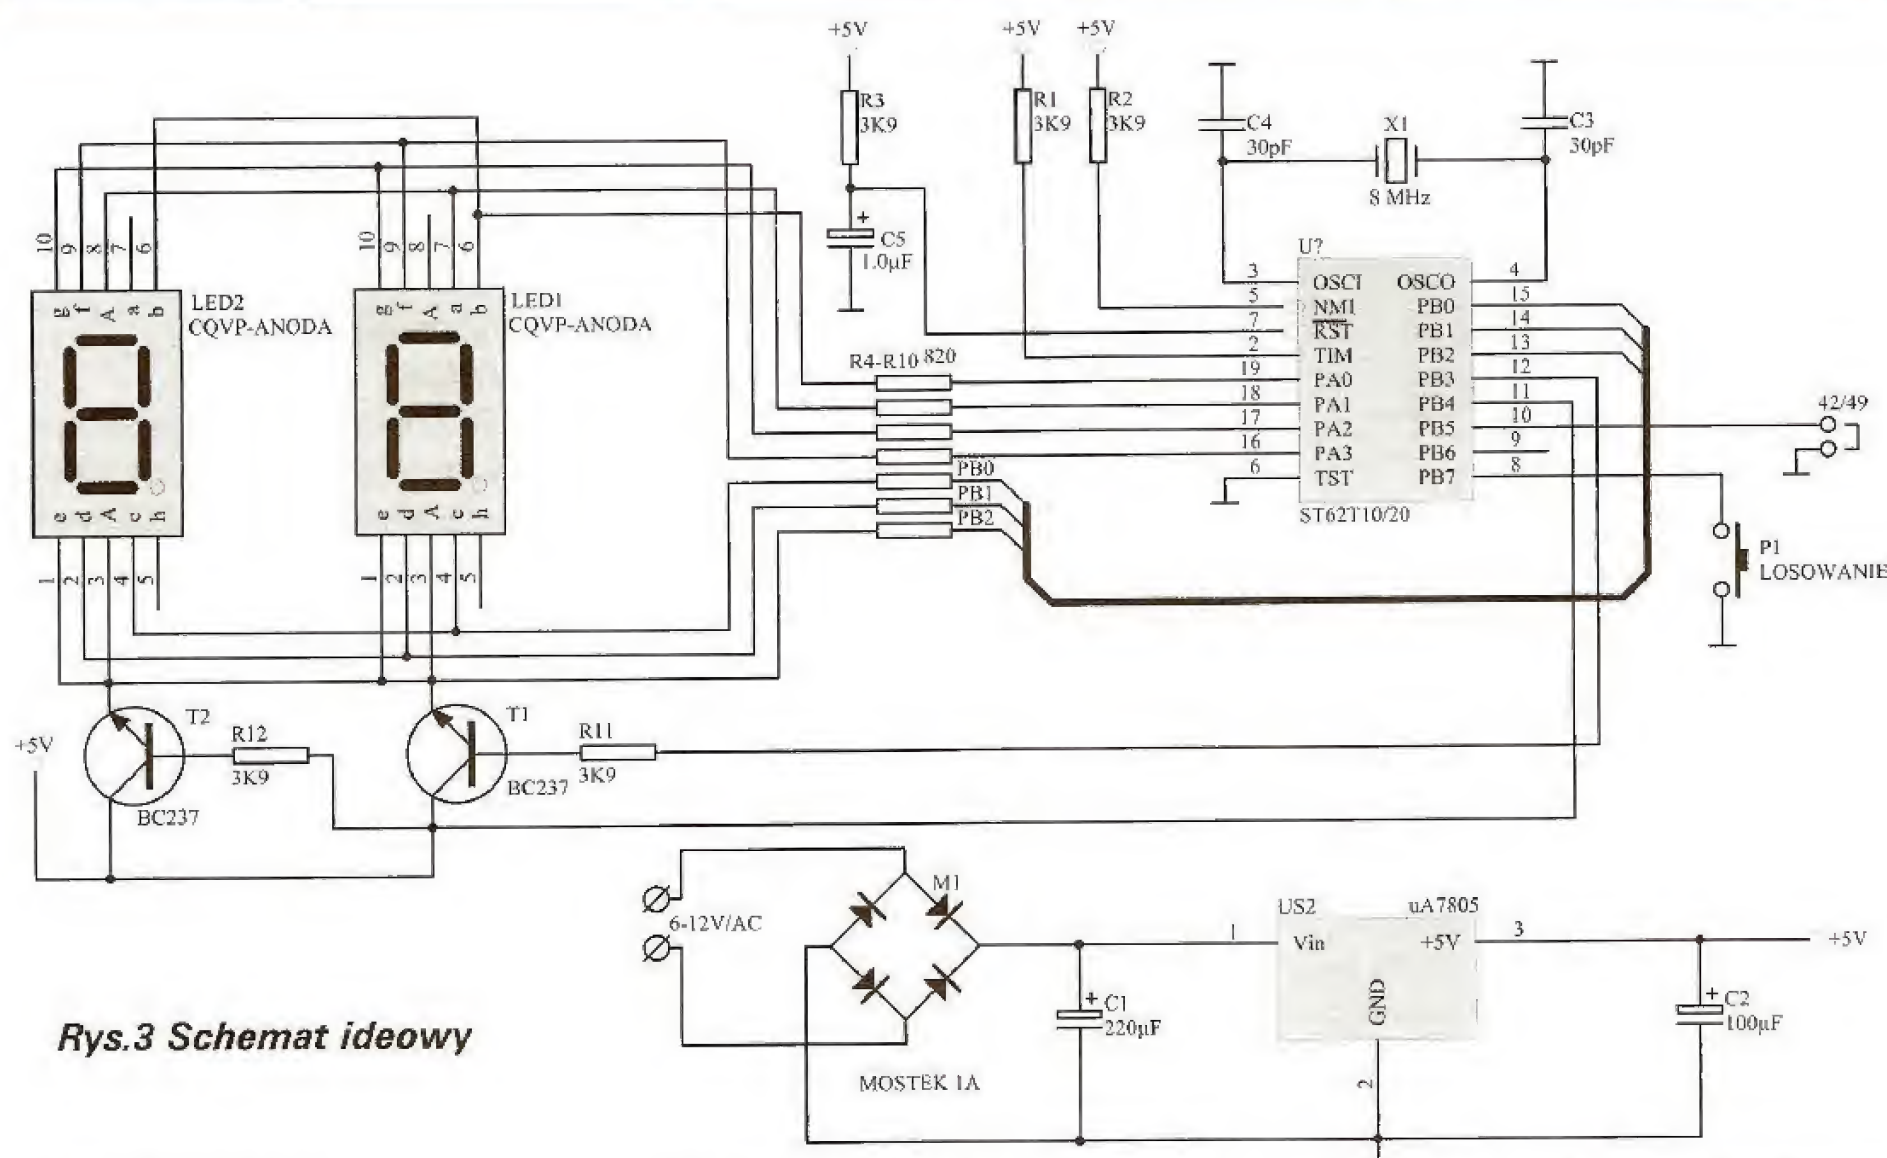 +5V
+5V
+5V
R3
3K9
R1
3K9
R2
3K9
C4
30pF
X1
8 MHz
C3
30pF
C5
1.0µF
+
10
9
8
7
6
10
9
8
7
6
g
f
A
a
b
g
f
A
a
b
LED2
CQVP-ANODA
LED1
CQVP-ANODA
e
d
A
c
h
e
d
A
c
h
1
2
3
4
5
1
2
3
4
5
R4-R10
820
PB0
PB1
PB2
U?
3
OSCI
OSCO
4
5
NMI
PB0
15
7
RST
PB1
14
2
TIM
PB2
13
19
PA0
PB3
12
18
PA1
PB4
11
17
PA2
PB5
10
16
PA3
PB6
9
6
TST
PB7
8
ST62T10/20
42/49
P1
LOSOWANIE
+5V
T2
BC237
R12
3K9
T1
BC237
R11
3K9
6-12V/AC
M1
MOSTEK 1A
US2
uA7805
1
Vin
+5V
3
+5V
GND
2
+
C1
220µF
+
C2
100µF
Rys.3 Schemat ideowy